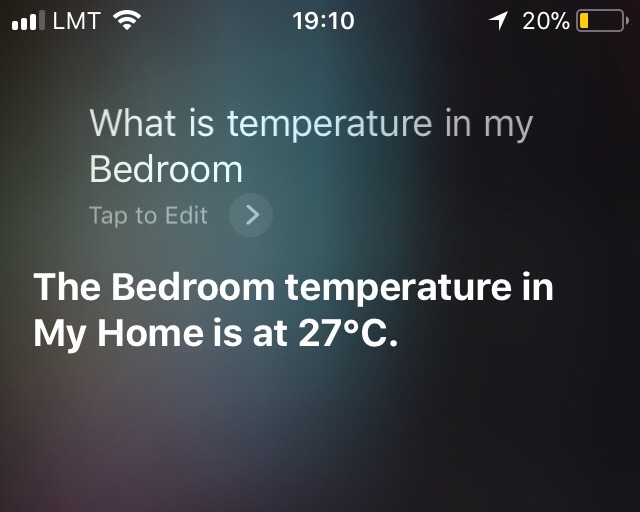 LMT 19:10 20%
What is temperature in my
Bedroom
Tap to Edit
The Bedroom temperature in
My Home is at 27°C.